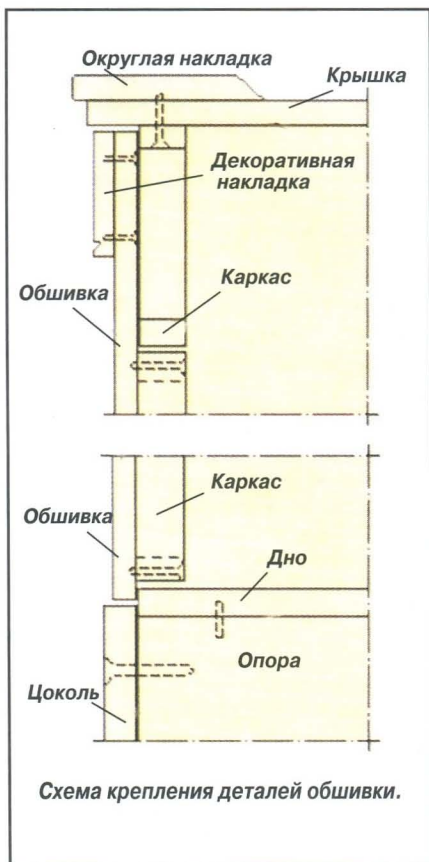 Округлая накладка
Крышка
Декоративная
накладка
Каркас
Обшивка
Каркас
Обшивка
Дно
Опора
Цоколь
Схема крепления деталей обшивки.